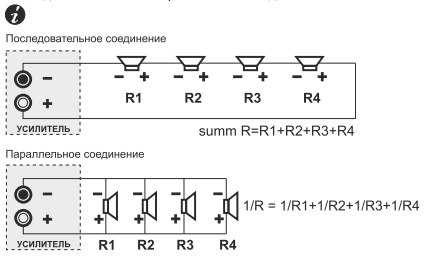 i
Последовательное соединение
−
− + − + − + − +
+
R1 R2 R3 R4
УСИЛИТЕЛЬ
summ R=R1+R2+R3+R4
Параллельное соединение
− − − − −
1/R = 1/R1+1/R2+1/R3+1/R4
+ + + + +
УСИЛИТЕЛЬ R1 R2 R3 R4